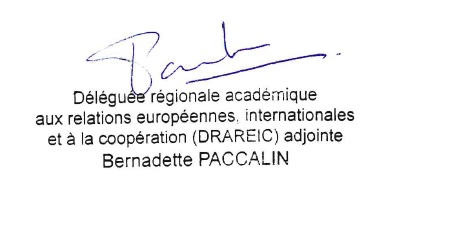 Déléguée régionale académique
aux relations européennes, internationales
et à la coopération (DRAREIC) adjointe
Bernadette PACCALIN